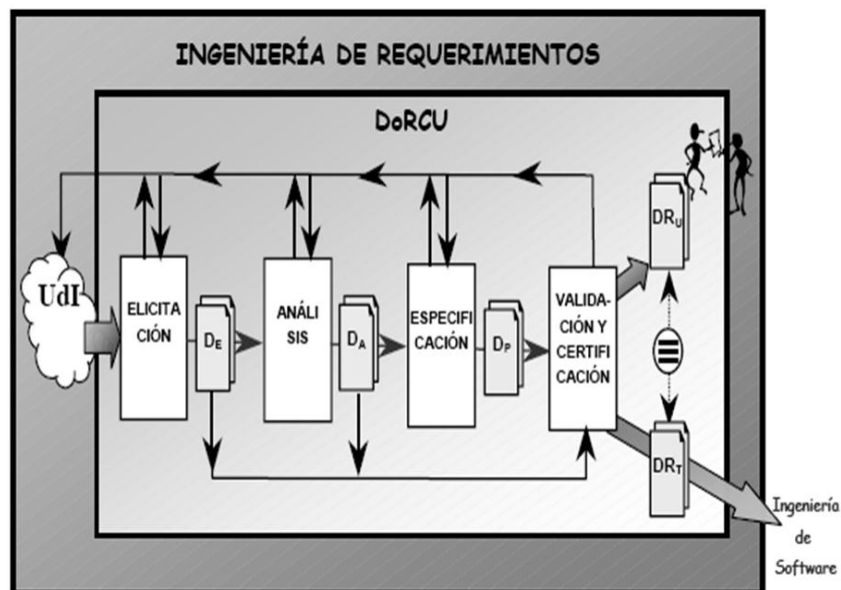 INGENIERÍA DE REQUERIMIENTOS
DoRCU
UdI
ELICITA
CIÓN
DE
ANÁLI
SIS
DA
ESPECIFI
CACIÓN
DP
VALIDA-
CIÓN Y
CERTIFI
CACIÓN
DRU
DRT
Ingeniería
de
Software